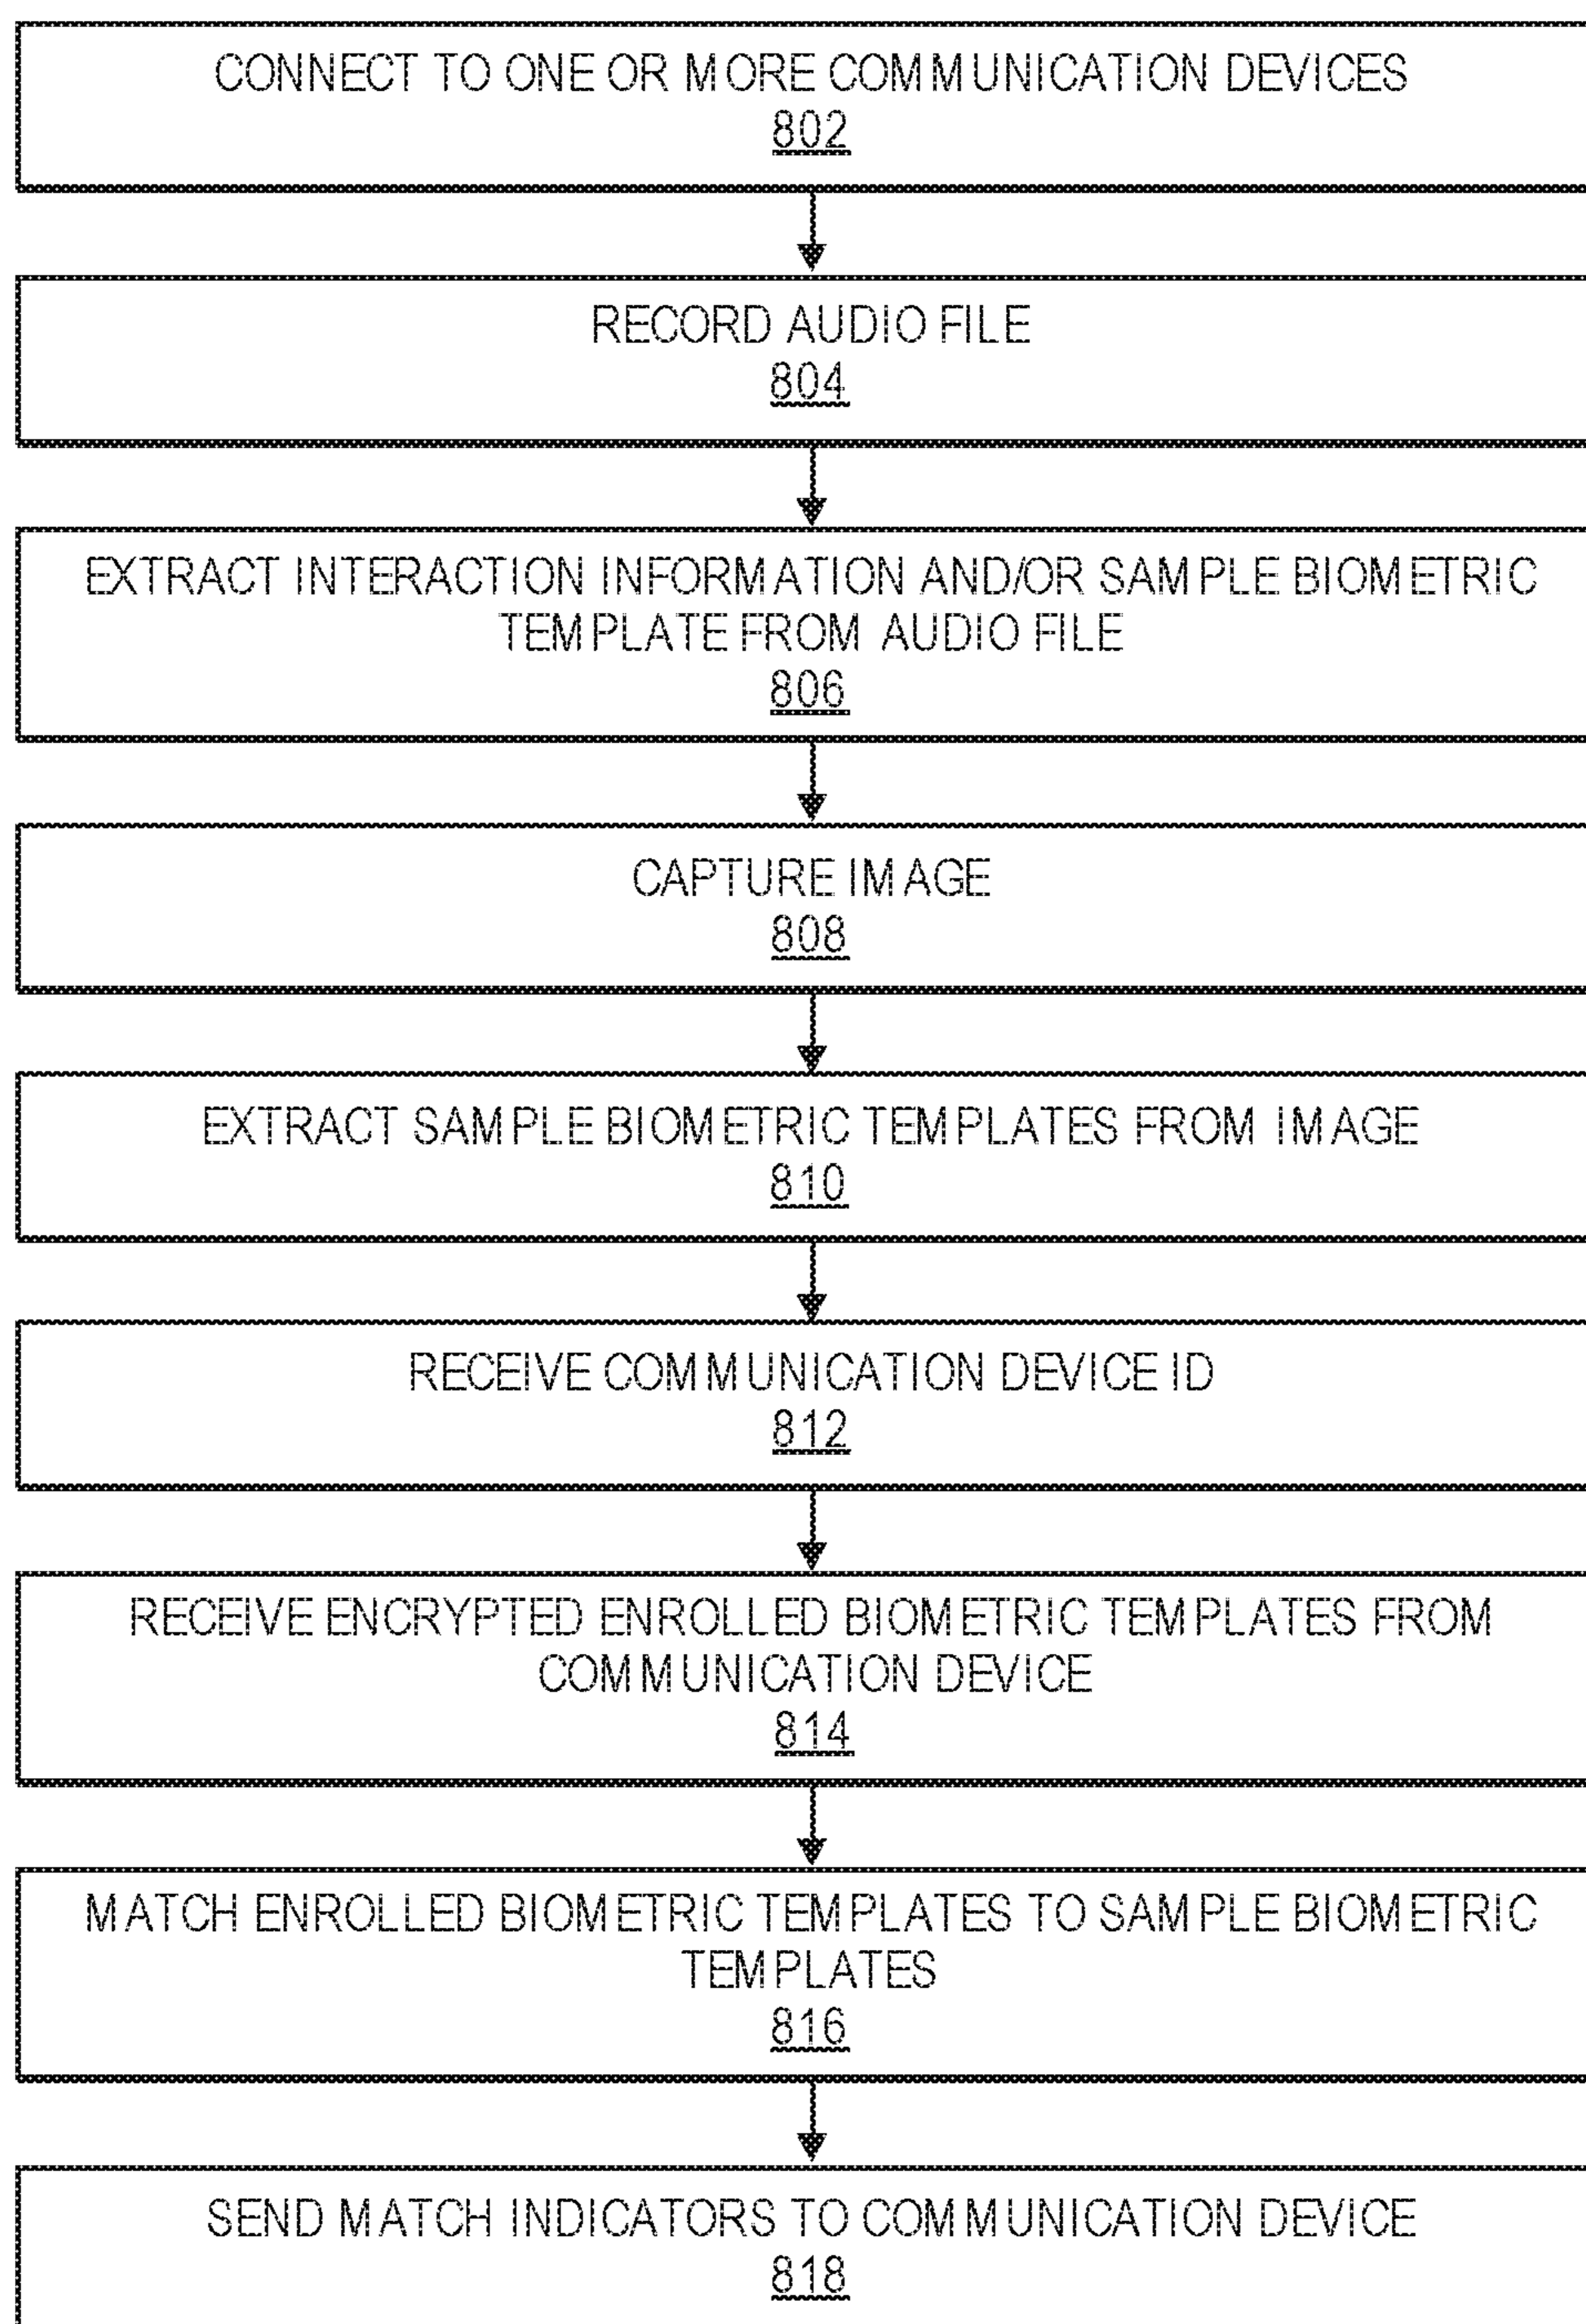 CONNECT TO ONE OR MORE COMMUNICATION DEVICES
802
RECORD AUDIO FILE
804
EXTRACT INTERACTION INFORMATION AND/OR SAMPLE BIOMETRIC
TEMPLATE FROM AUDIO FILE
806
CAPTURE IMAGE
808
EXTRACT SAMPLE BIOMETRIC TEMPLATES FROM IMAGE
810
RECEIVE COMMUNICATION DEVICE ID
812
RECEIVE ENCRYPTED ENROLLED BIOMETRIC TEMPLATES FROM
COMMUNICATION DEVICE
814
MATCH ENROLLED BIOMETRIC TEMPLATES TO SAMPLE BIOMETRIC
TEMPLATES
816
SEND MATCH INDICATORS TO COMMUNICATION DEVICE
818